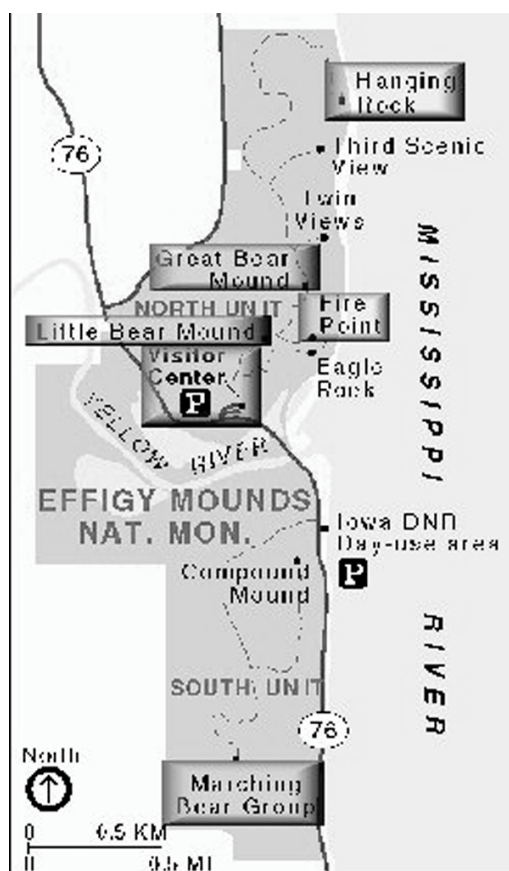 Hanging
Rock
76
Third Scenic
View
Twin
Views
Great Bear
Mound
NORTH UNIT
Fire
Point
Little Bear Mound
Visitor
Center
P
Eagle
Rock
MISSISSIPPI
RIVER
YELLOW RIVER
EFFIGY MOUNDS
NAT. MON.
Iowa DNR
Day-use area
P
Compound
Mound
SOUTH UNIT
76
North
Marching
Bear Group
0 0.5 KM
0 0.5 MI